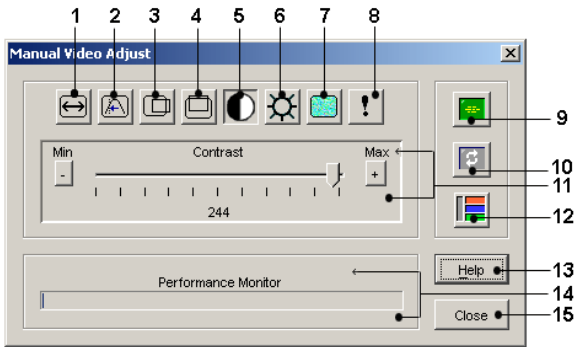 1 2 3 4 5 6 7 8
Manual Video Adjust
Min Contrast Max
- +
244
9
10
11
12
Help 13
Performance Monitor
14
Close 15